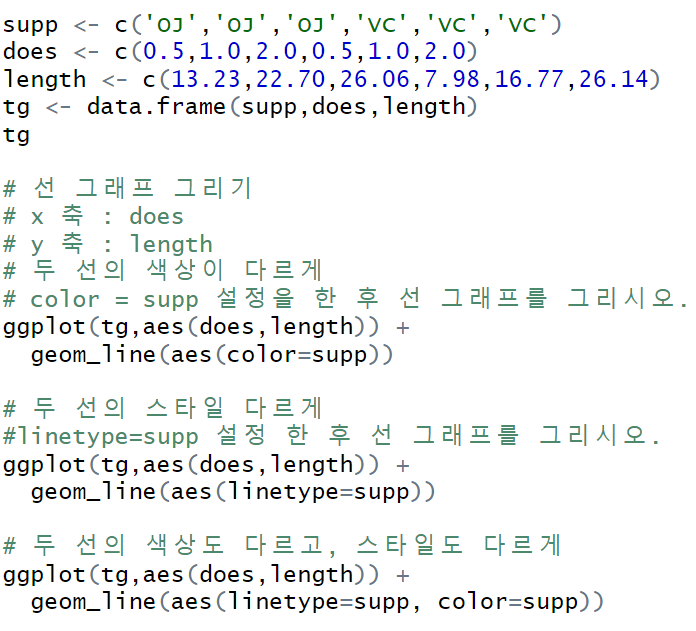 supp <- c('OJ','OJ','OJ','VC','VC','VC')
does <- c(0.5,1.0,2.0,0.5,1.0,2.0)
length <- c(13.23,22.70,26.06,7.98,16.77,26.14)
tg <- data.frame(supp,does,length)
tg
# 선 그래프 그리기
# x 축 : does
# y 축 : length
# 두 선의 색상이 다르게
# color = supp 설정을 한 후 선 그래프를 그리시오.
ggplot(tg,aes(does,length)) +
  geom_line(aes(color=supp))
# 두 선의 스타일 다르게
#linetype=supp 설정 한 후 선 그래프를 그리시오.
ggplot(tg,aes(does,length)) +
  geom_line(aes(linetype=supp))
# 두 선의 색상도 다르고, 스타일도 다르게
ggplot(tg,aes(does,length)) +
  geom_line(aes(linetype=supp, color=supp))